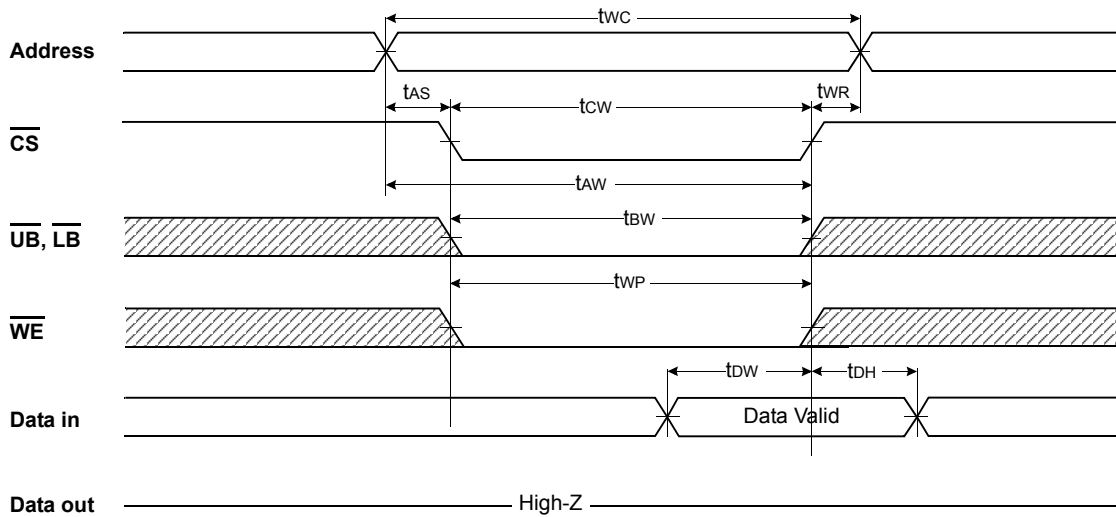 tWC
Address
tAS
tCW
tWR
CS
tAW
tBW
UB, LB
tWP
WE
tDW
tDH
Data in
Data Valid
Data out
High-Z